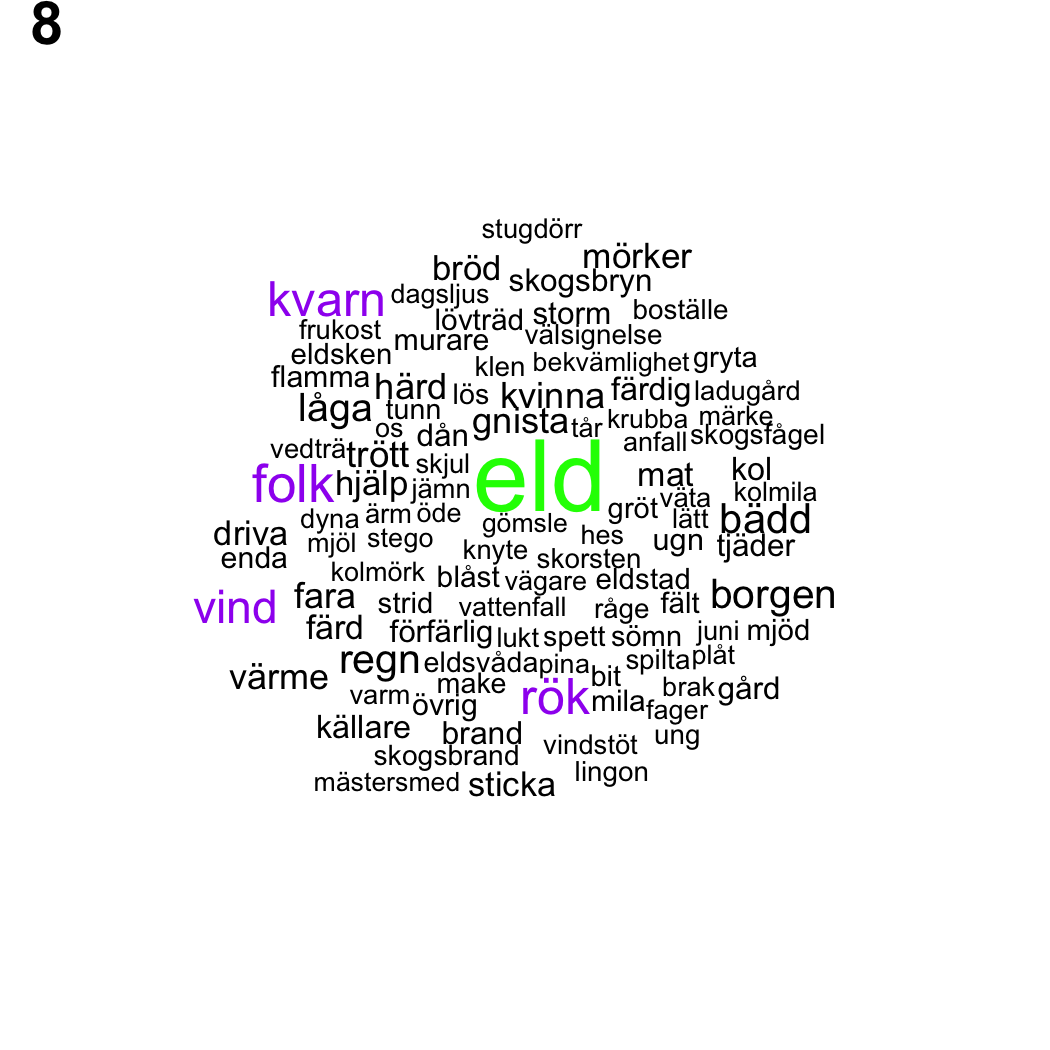 8
stugdörr
mörker
bröd skogsbryn
kvarn dagsljus
lövträd storm boställe
frukost murare välsignelse
eldsken klen bekvämlighet gryta
flamma härd lös kvinna färdig ladugård
låga tunn gnista tår krubba märke
os dån anfall skogsfågel
vedträ trött skjul eld mat kol
folk hjälp jämn väta kolmila
dyna ärm öde gömsle gröt lätt bädd
driva mjöl stego hes ugn tjäder
enda knyte skorsten
kolmörk blåst vägare eldstad
vind fara strid vattenfall råge fält borgen
färd förfärlig lukt spett sömn juni mjöd
regn eldsvåda pina spilta plåt
värme make bit brak gård
varm övrig rök mila fager
källare brand vindstöt ung
skogsbrand lingon
mästersmed sticka